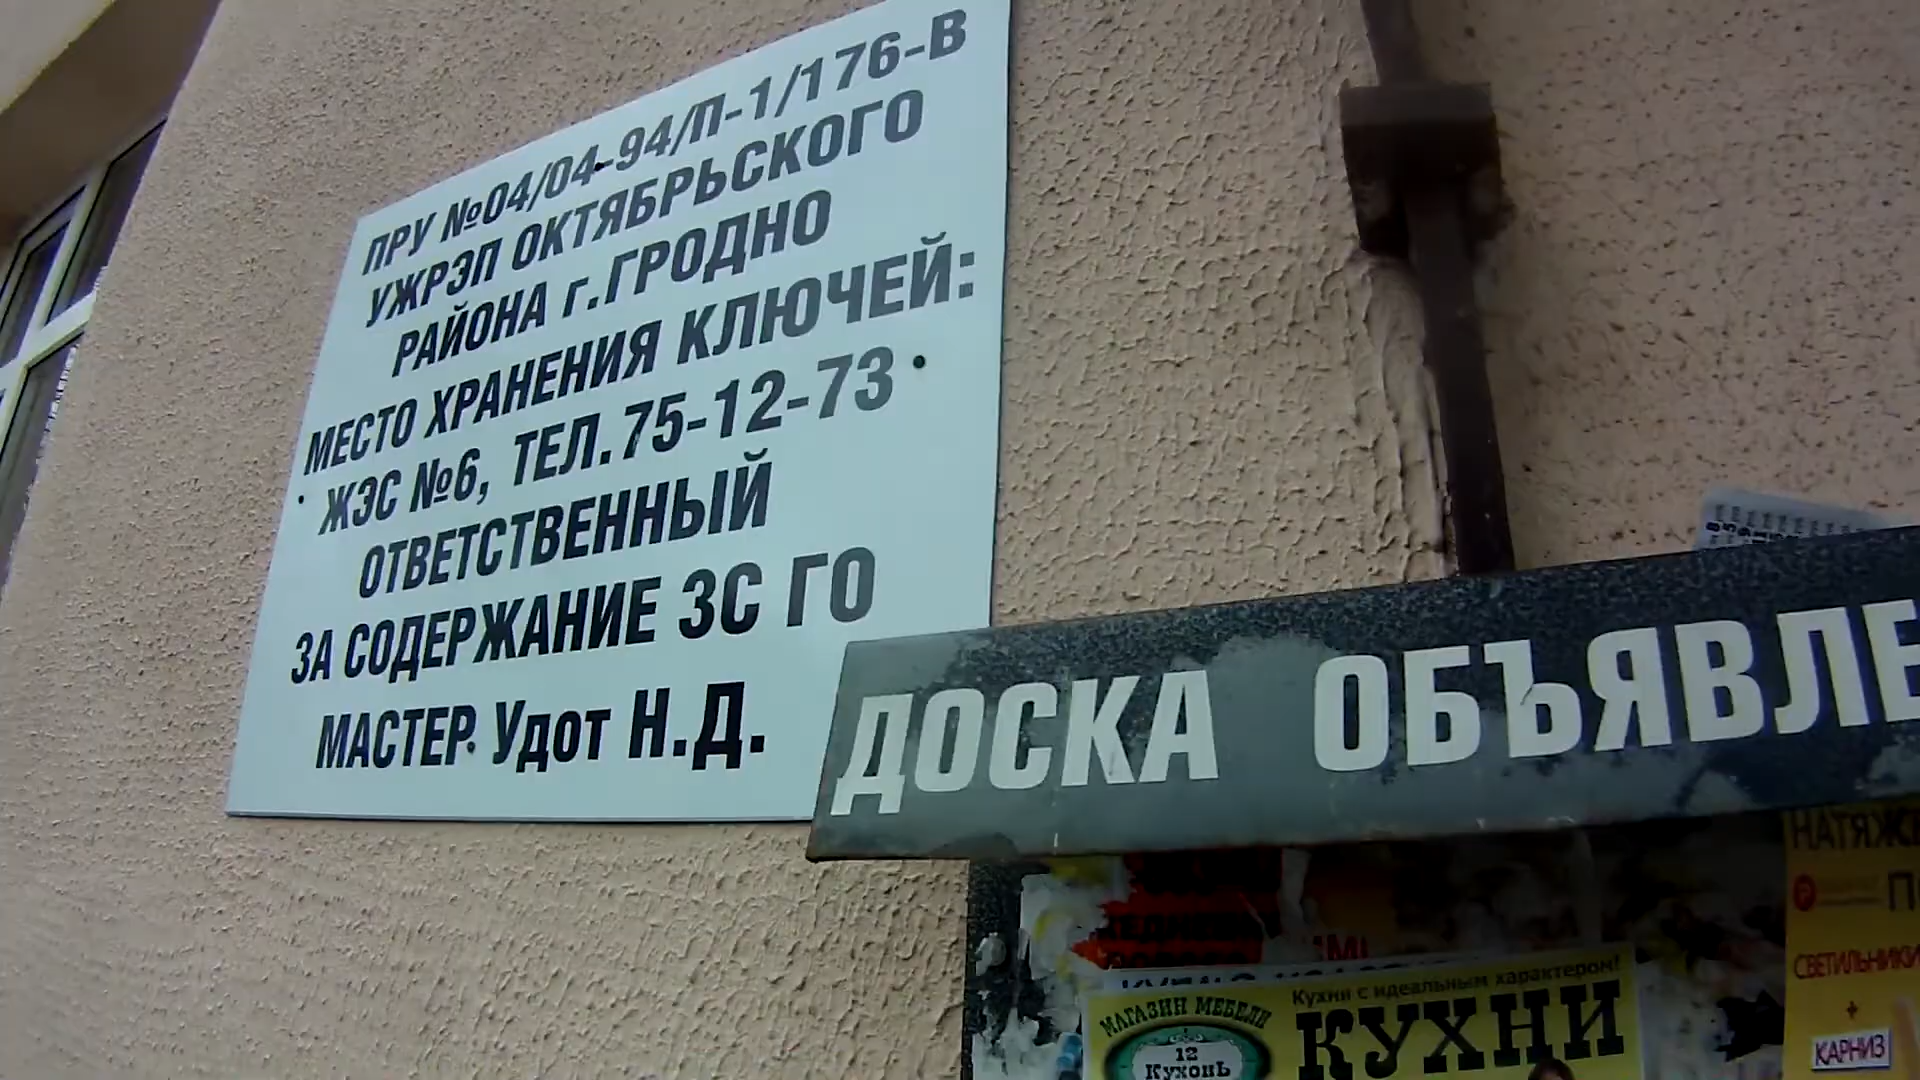 ПРУ №04/04-94/П-1/176-В
УЖРЭП ОКТЯБРЬСКОГО
РАЙОНА г.ГРОДНО
МЕСТО ХРАНЕНИЯ КЛЮЧЕЙ:
ЖЭС №6, ТЕЛ.75-12-73
ОТВЕТСТВЕННЫЙ
ЗА СОДЕРЖАНИЕ ЗС ГО
МАСТЕР Удот Н.Д.
ДОСКА ОБЪЯВЛЕ
НАТЯЖ
СВЕТИЛЬНИКИ
+
КАРНИЗ
Кухни с идеальным характером!
КУХНИ
МАГАЗИН МЕБЕЛИ
12
Кухонь